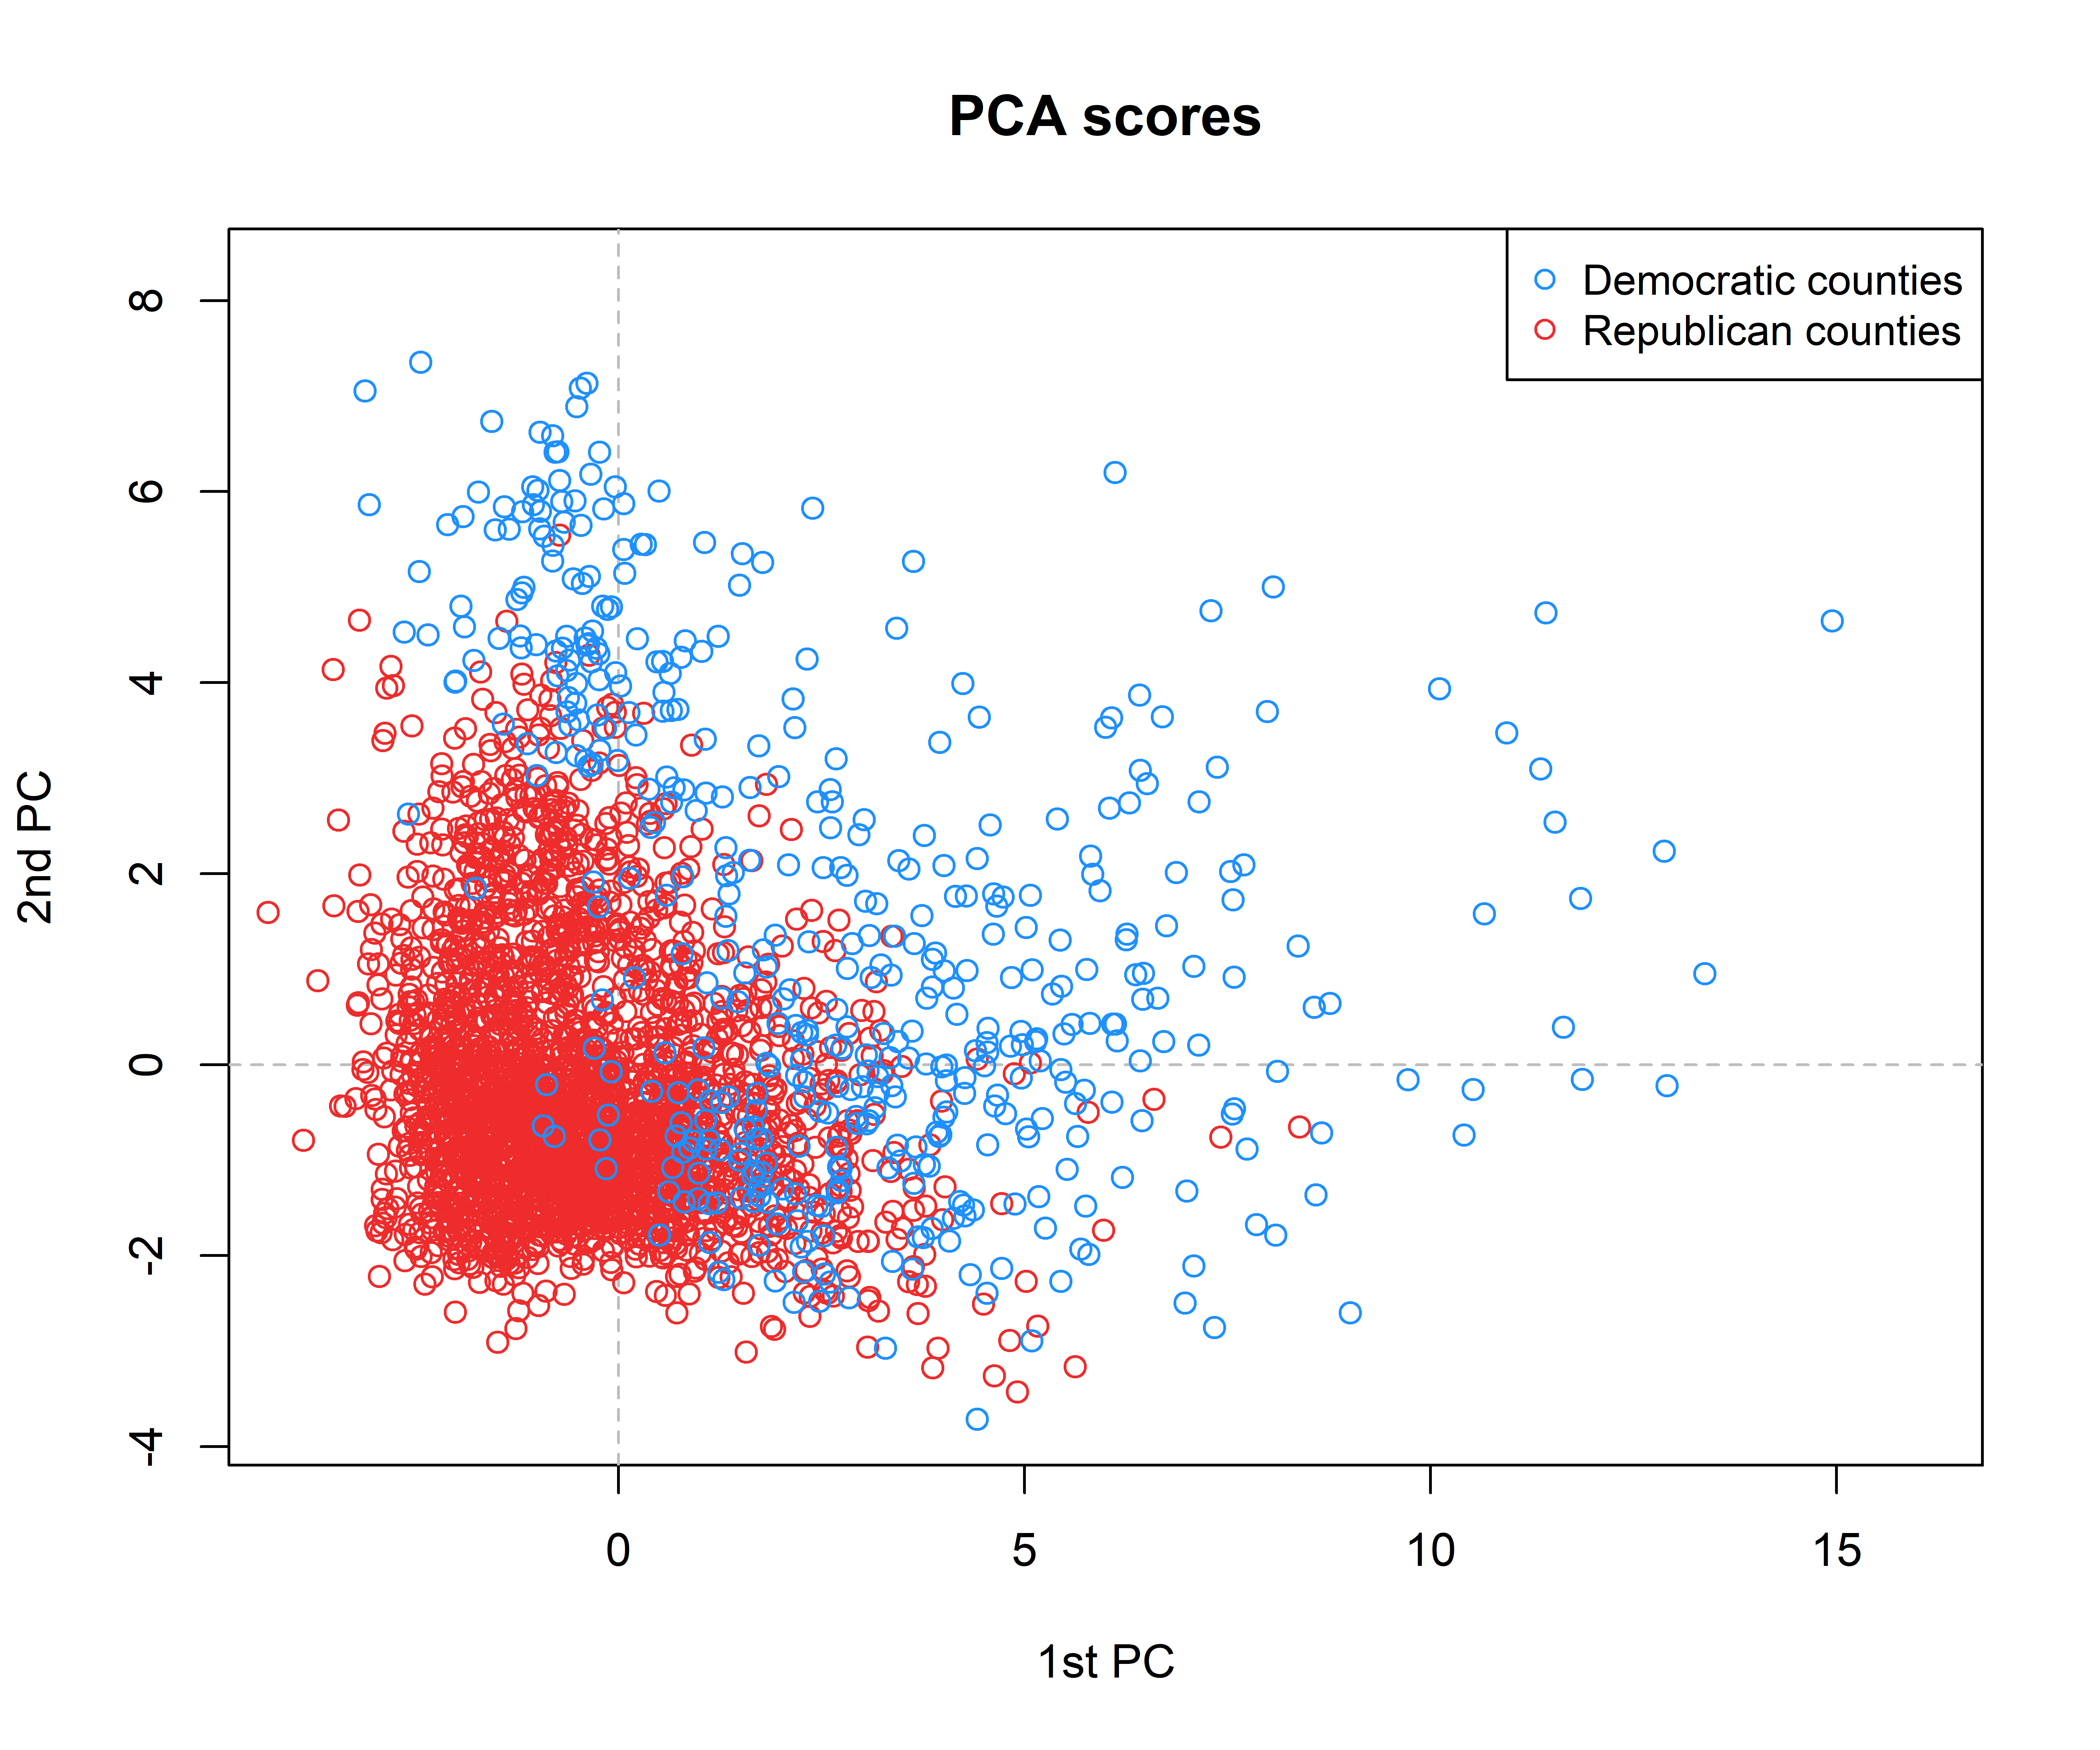 PCA scores
Democratic counties
Republican counties
8
6
4
2
0
-2
-4
2nd PC
0 5 10 15
1st PC